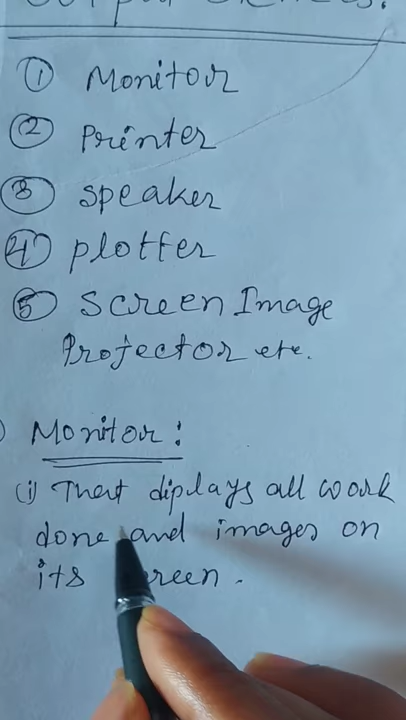 ① Monitor
② Printer
③ Speaker
④ plotter
⑤ Screen Image
Projector etc.
Monitor:
(i) That diplays all work
done and images on
its